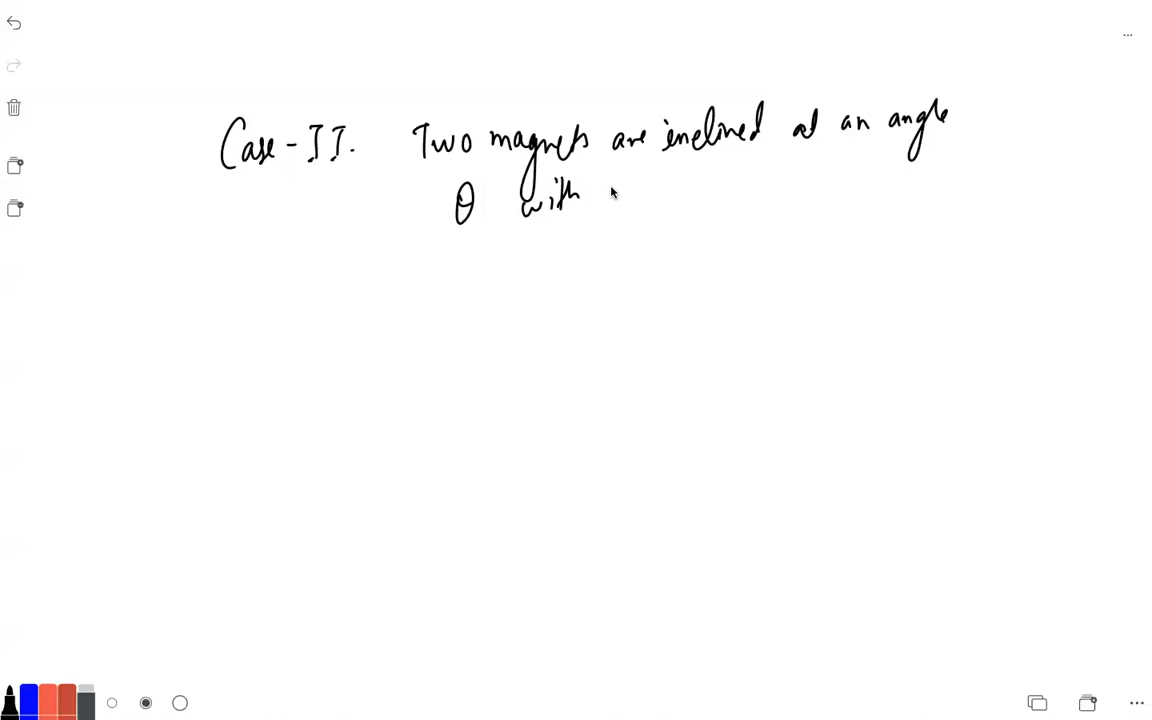 Case - II. Two magnets are inclined at an angle
θ with